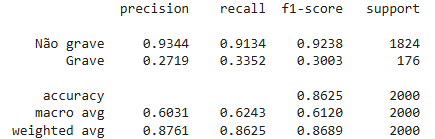 precision recall f1-score support
Não grave 0.9344 0.9134 0.9238 1824
Grave 0.2719 0.3352 0.3003 176
accuracy 0.8625 2000
macro avg 0.6031 0.6243 0.6120 2000
weighted avg 0.8761 0.8625 0.8689 2000